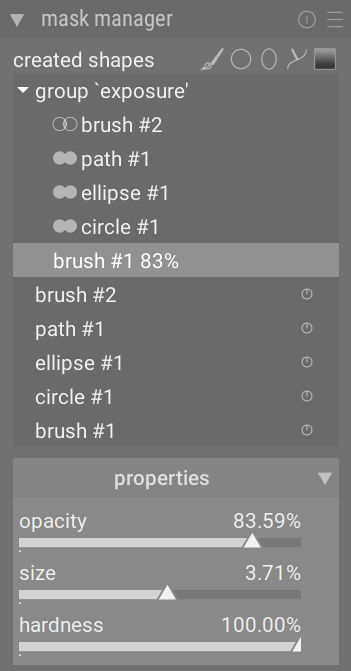 mask manager
created shapes
group `exposure'
brush #2
path #1
ellipse #1
circle #1
brush #1 83%
brush #2
path #1
ellipse #1
circle #1
brush #1
properties
opacity 83.59%
size 3.71%
hardness 100.00%